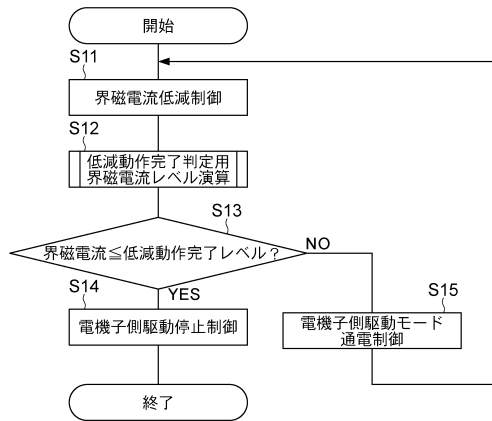 開始
S11
界磁電流低減制御
S12
低減動作完了判定用
界磁電流レベル演算
S13
界磁電流≦低減動作完了レベル?
NO
YES
S14
電機子側駆動停止制御
S15
電機子側駆動モード
通電制御
終了